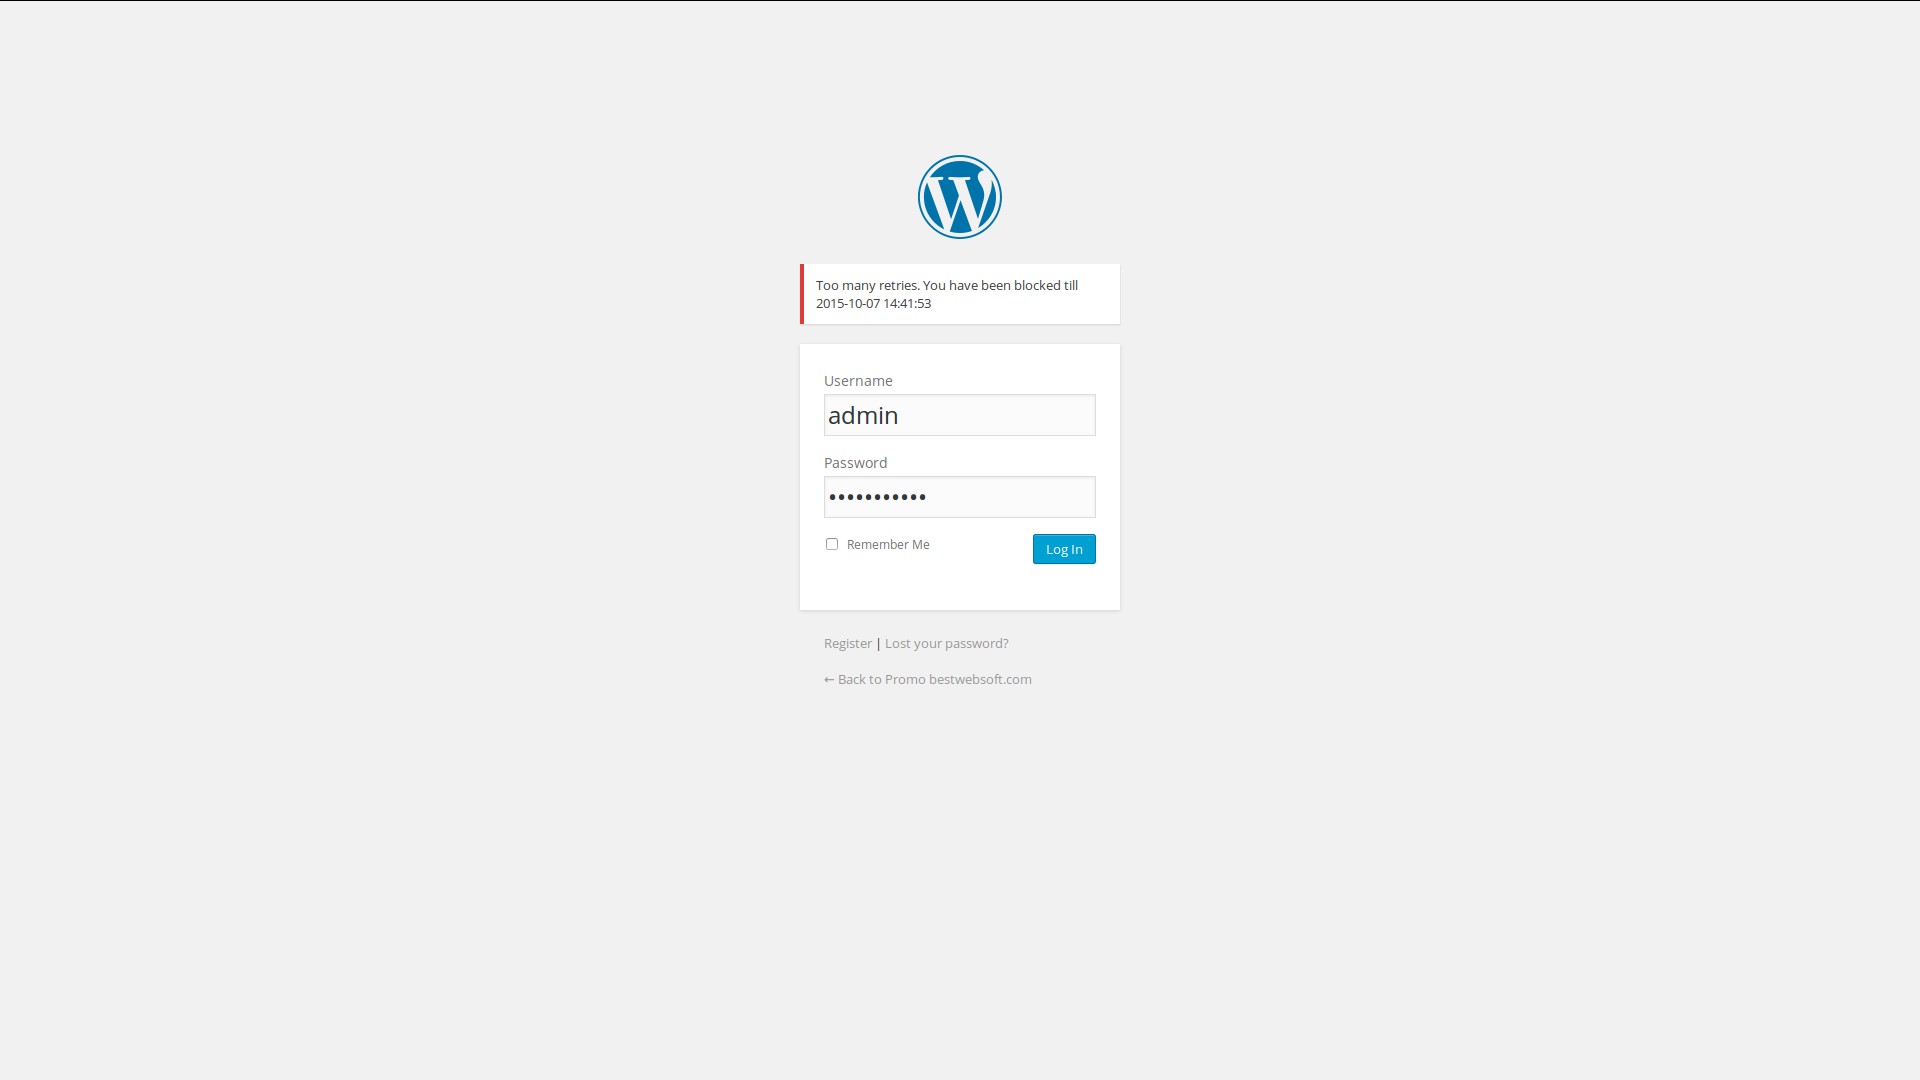 Too many retries. You have been blocked till
2015-10-07 14:41:53
Username
admin
Password
•••••••••••
Remember Me
Log In
Register | Lost your password?
← Back to Promo bestwebsoft.com